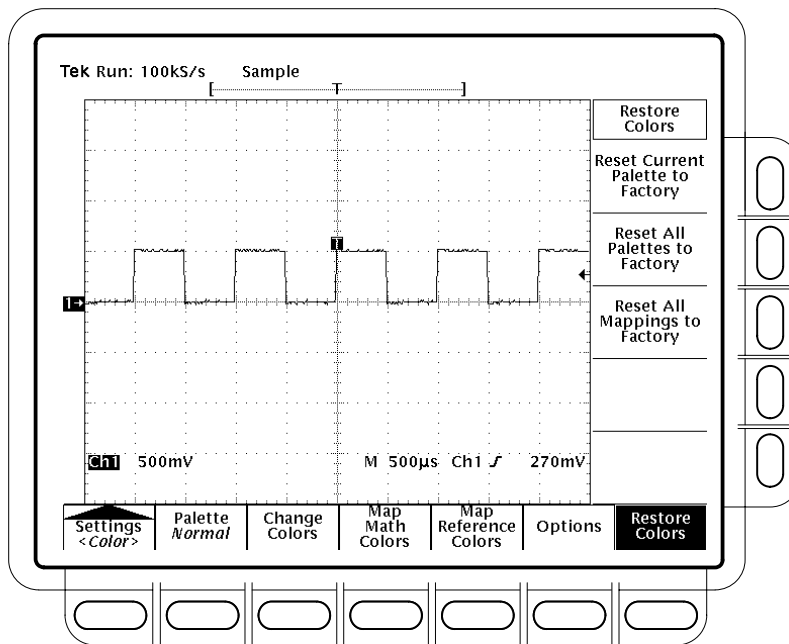 Tek Run: 100kS/s Sample
[ T ]
Restore
Colors
Reset Current
Palette to
Factory
Reset All
Palettes to
Factory
Reset All
Mappings to
Factory
T
1→
Ch1 500mV M 500µs Ch1 270mV
Settings
<Color>
Palette
Normal
Change
Colors
Map
Math
Colors
Map
Reference
Colors
Options
Restore
Colors